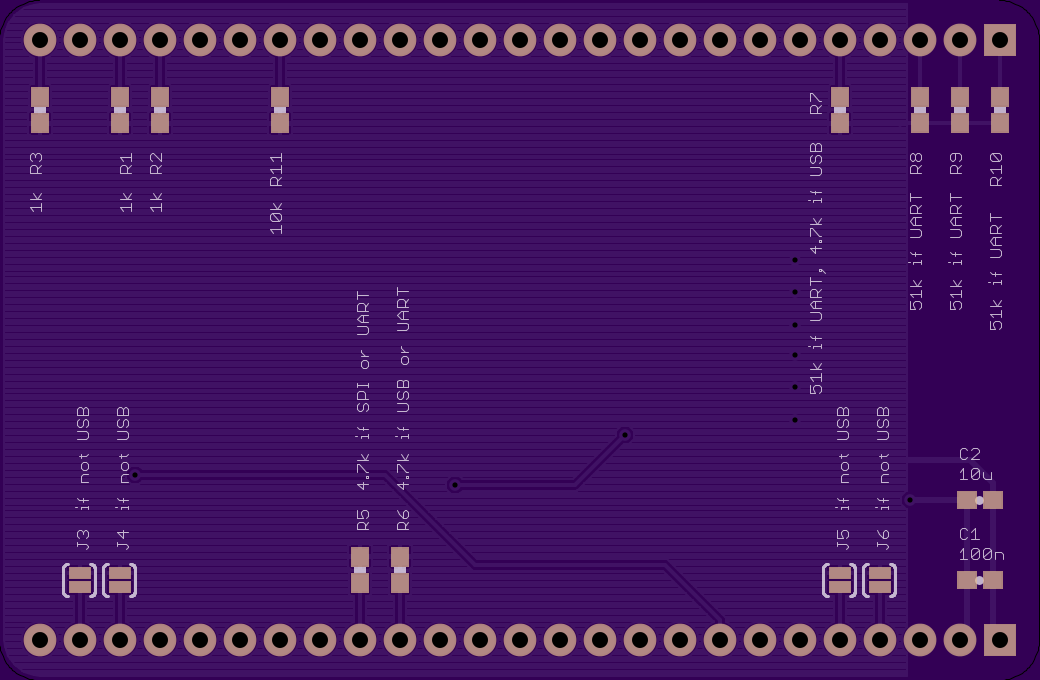 1k R3
1k R1
1k R2
10k R11
51k if UART, 4.7k if USB R7
51k if UART R8
51k if UART R9
51k if UART R10
J3 if not USB
J4 if not USB
R5 4.7k if SPI or UART
R6 4.7k if USB or UART
J5 if not USB
J6 if not USB
C2
10u
C1
100n